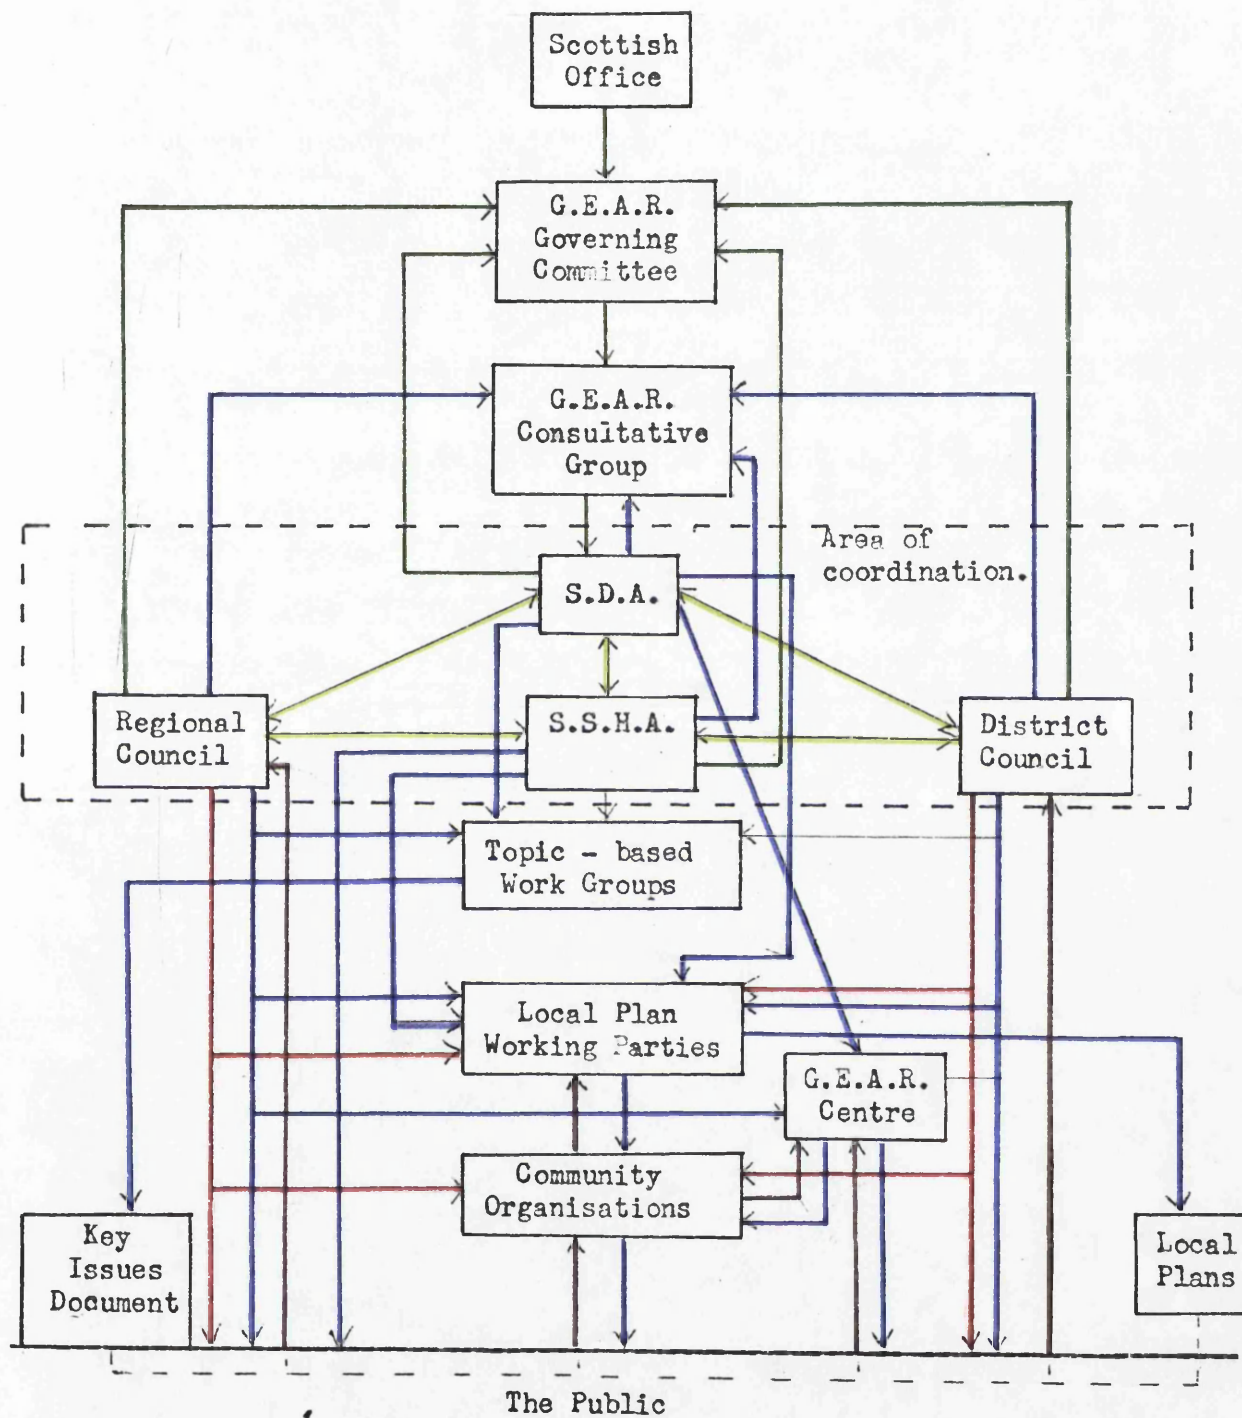 Scottish
Office
G.E.A.R.
Governing
Committee
G.E.A.R.
Consultative
Group
Area of
coordination.
S.D.A.
Regional
Council
S.S.H.A.
District
Council
Topic - based
Work Groups
Local Plan
Working Parties
G.E.A.R.
Centre
Community
Organisations
Key
Issues
Document
Local
Plans
The Public